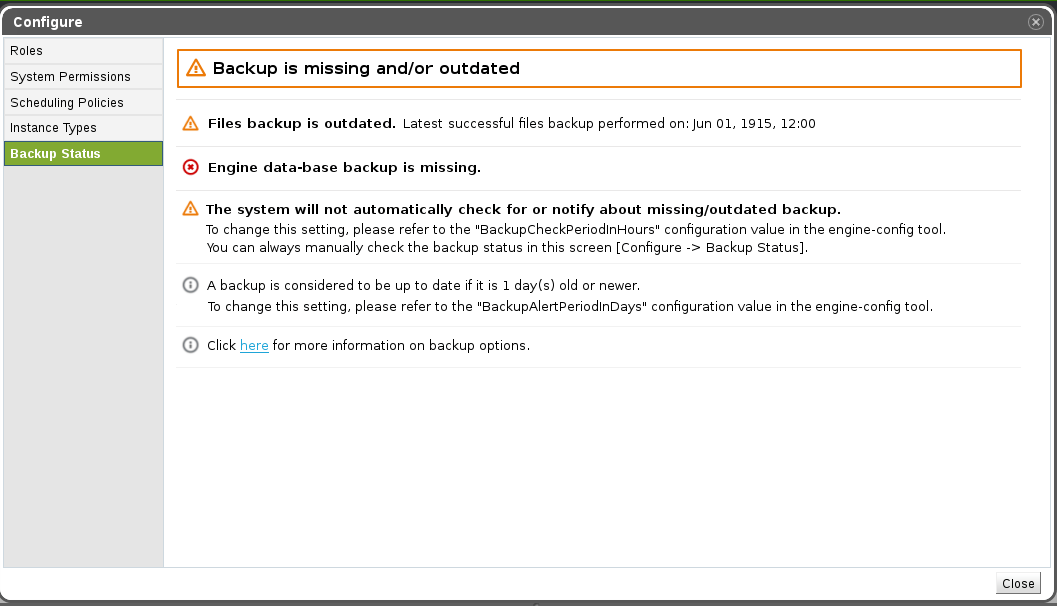 Configure
Roles
System Permissions
Scheduling Policies
Instance Types
Backup Status
Backup is missing and/or outdated
Files backup is outdated. Latest successful files backup performed on: Jun 01, 1915, 12:00
Engine data-base backup is missing.
The system will not automatically check for or notify about missing/outdated backup.
To change this setting, please refer to the "BackupCheckPeriodInHours" configuration value in the engine-config tool.
You can always manually check the backup status in this screen [Configure -> Backup Status].
A backup is considered to be up to date if it is 1 day(s) old or newer.
To change this setting, please refer to the "BackupAlertPeriodInDays" configuration value in the engine-config tool.
Click here for more information on backup options.
Close